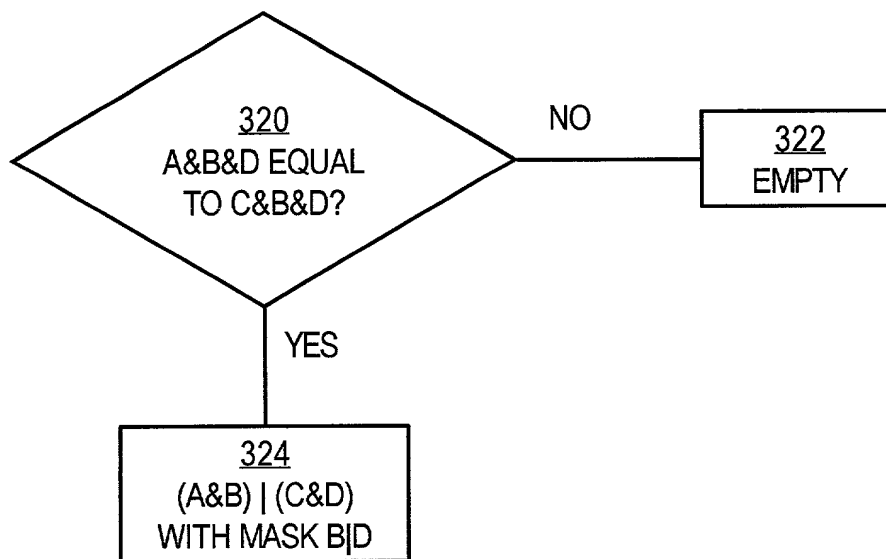 320
A&B&D EQUAL
TO C&B&D?
NO
322
EMPTY
YES
324
(A&B) | (C&D)
WITH MASK B|D